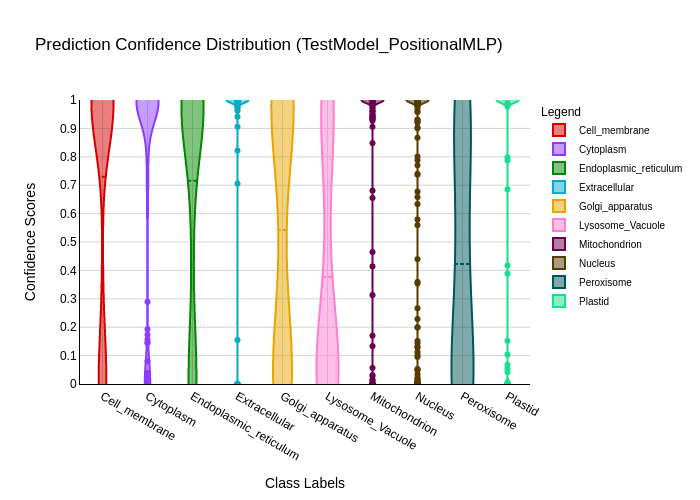 Prediction Confidence Distribution (TestModel_PositionalMLP)
Legend
Cell_membrane
Cytoplasm
Endoplasmic_reticulum
Extracellular
Golgi_apparatus
Lysosome_Vacuole
Mitochondrion
Nucleus
Peroxisome
Plastid
Confidence Scores
1
0.9
0.8
0.7
0.6
0.5
0.4
0.3
0.2
0.1
0
Cell_membrane
Cytoplasm
Endoplasmic_reticulum
Extracellular
Golgi_apparatus
Lysosome_Vacuole
Mitochondrion
Nucleus
Peroxisome
Plastid
Class Labels